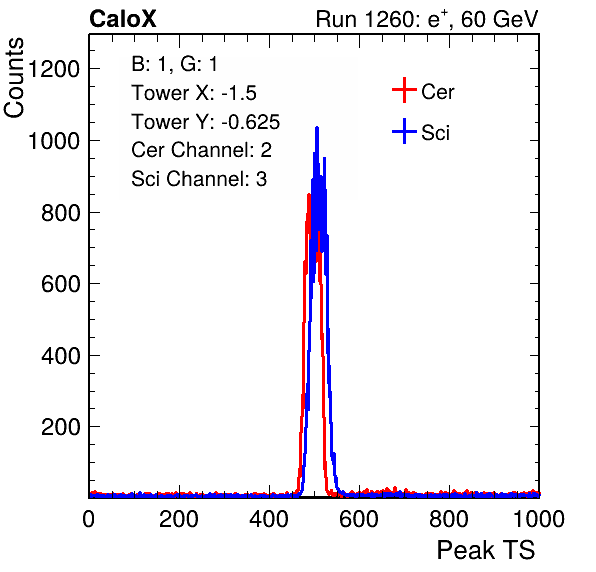 CaloX Run 1260: e+, 60 GeV
Counts
B: 1, G: 1
Tower X: -1.5
Tower Y: -0.625
Cer Channel: 2
Sci Channel: 3
Cer
Sci
1200
1000
800
600
400
200
0 200 400 600 800 1000
Peak TS